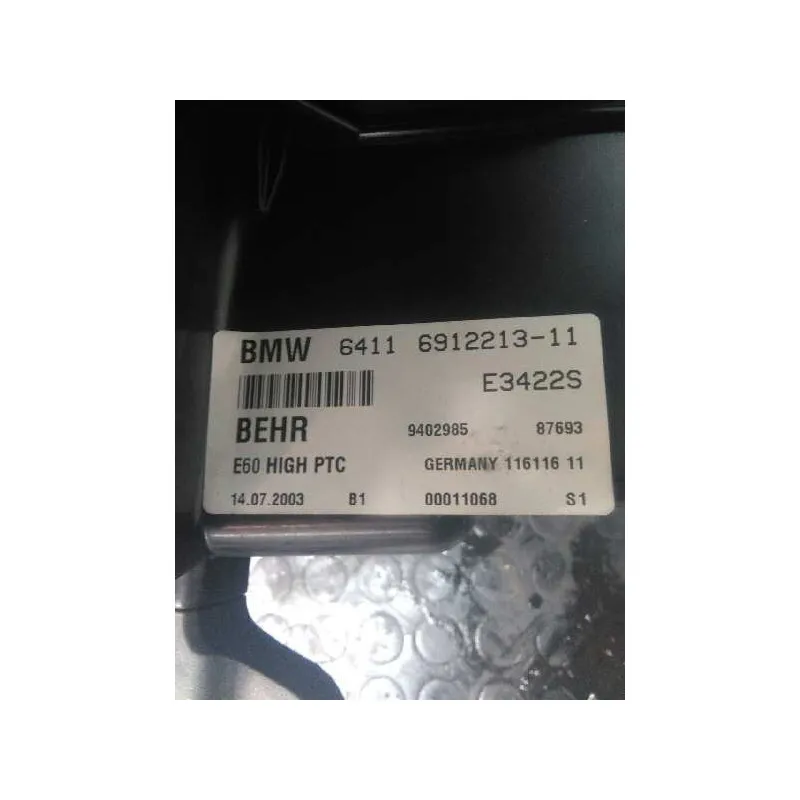 BMW 6411 6912213-11
E3422S
BEHR 9402985 87693
E60 HIGH PTC GERMANY 116116 11
14.07.2003 B1 00011068 S1